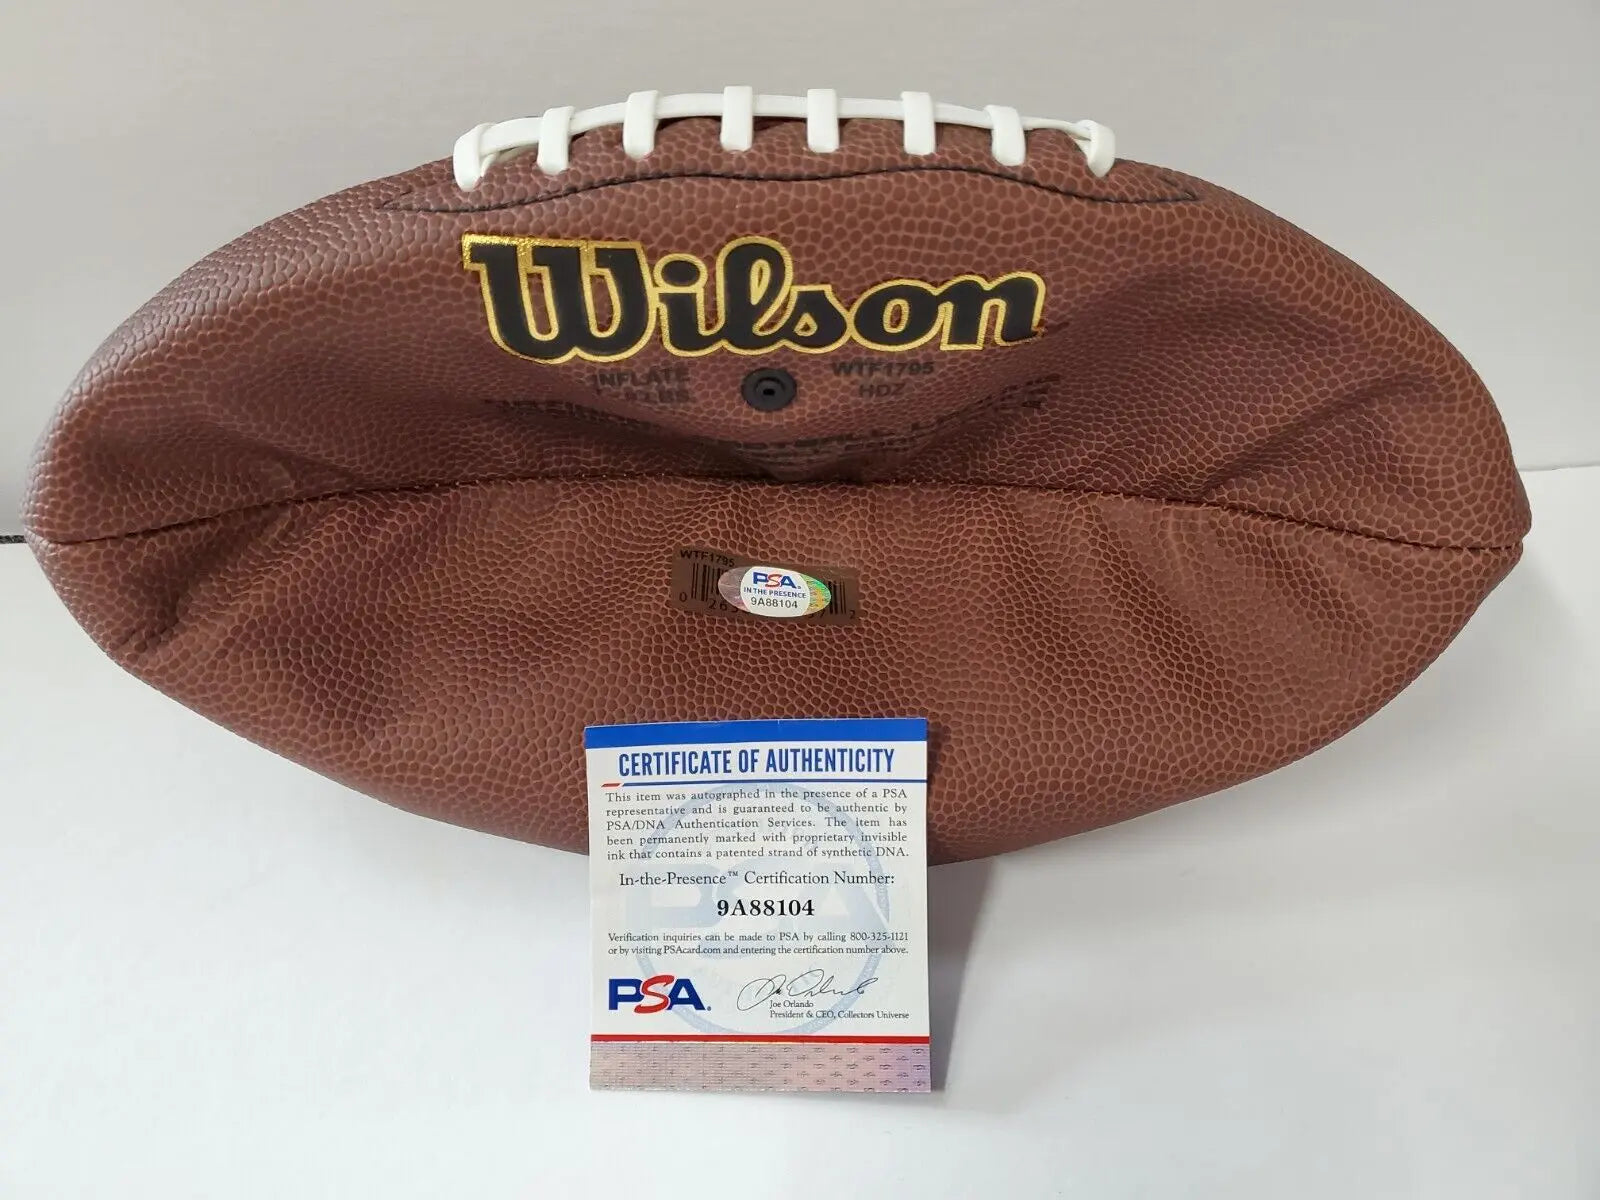 Wilson
INFLATE
WTF1795
HDZ
WTF1795
PSA
IN THE PRESENCE
9A88104
0
2
CERTIFICATE OF AUTHENTICITY
This item was autographed in the presence of a PSA
representative and is guaranteed to be authentic by
PSA/DNA Authentication Services. The item has
been permanently marked with proprietary invisible
ink that contains a patented strand of synthetic DNA.
In-the-Presence™ Certification Number:
9A88104
Verification inquiries can be made to PSA by calling 800-325-1121
or by visiting PSAcard.com and entering the certification number above.
PSA.
Joe Orlando
President & CEO, Collectors Universe